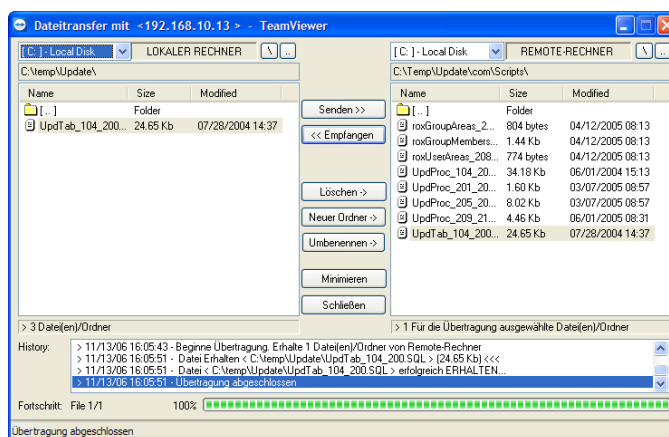 Dateitransfer mit <192.168.10.13 > - TeamViewer
[ C: ] - Local Disk LOKALER RECHNER \ ..
[ C: ] - Local Disk REMOTE-RECHNER \ ..
C:\temp\Update\
C:\Temp\Update\com\Scripts\
Name Size Modified
[ .. ] Folder
UpdTab_104_200... 24.65 Kb 07/28/2004 14:37
Senden >>
<< Empfangen
Löschen ->
Neuer Ordner ->
Umbenennen ->
Minimieren
Schließen
Name Size Modified
[ .. ] Folder
roxGroupAreas_2... 804 bytes 04/12/2005 08:13
roxGroupMembers... 1.44 Kb 04/12/2005 08:13
roxUserAreas_208... 774 bytes 04/12/2005 08:13
UpdProc_104_20... 34.18 Kb 06/01/2004 15:13
UpdProc_201_20... 1.60 Kb 03/07/2005 08:57
UpdProc_205_20... 8.02 Kb 03/07/2005 08:57
UpdProc_209_21... 4.46 Kb 06/01/2005 08:31
UpdTab_104_200... 24.65 Kb 07/28/2004 14:37
> 3 Datei(en)/Ordner
> 1 Für die Übertragung ausgewählte Datei(en)/Ordner
History:
> 11/13/06 16:05:43 - Beginne Übertragung. Erhalte 1 Datei(en)/Ordner von Remote-Rechner
> 11/13/06 16:05:51 - Datei Erhalten < C:\temp\Update\UpdTab_104_200.SQL > (24.65 Kb) <<<
> 11/13/06 16:05:51 - Datei < C:\temp\Update\UpdTab_104_200.SQL > erfolgreich ERHALTEN...
> 11/13/06 16:05:51 - Übertragung abgeschlossen
Fortschritt: File 1/1 100%
Übertragung abgeschlossen